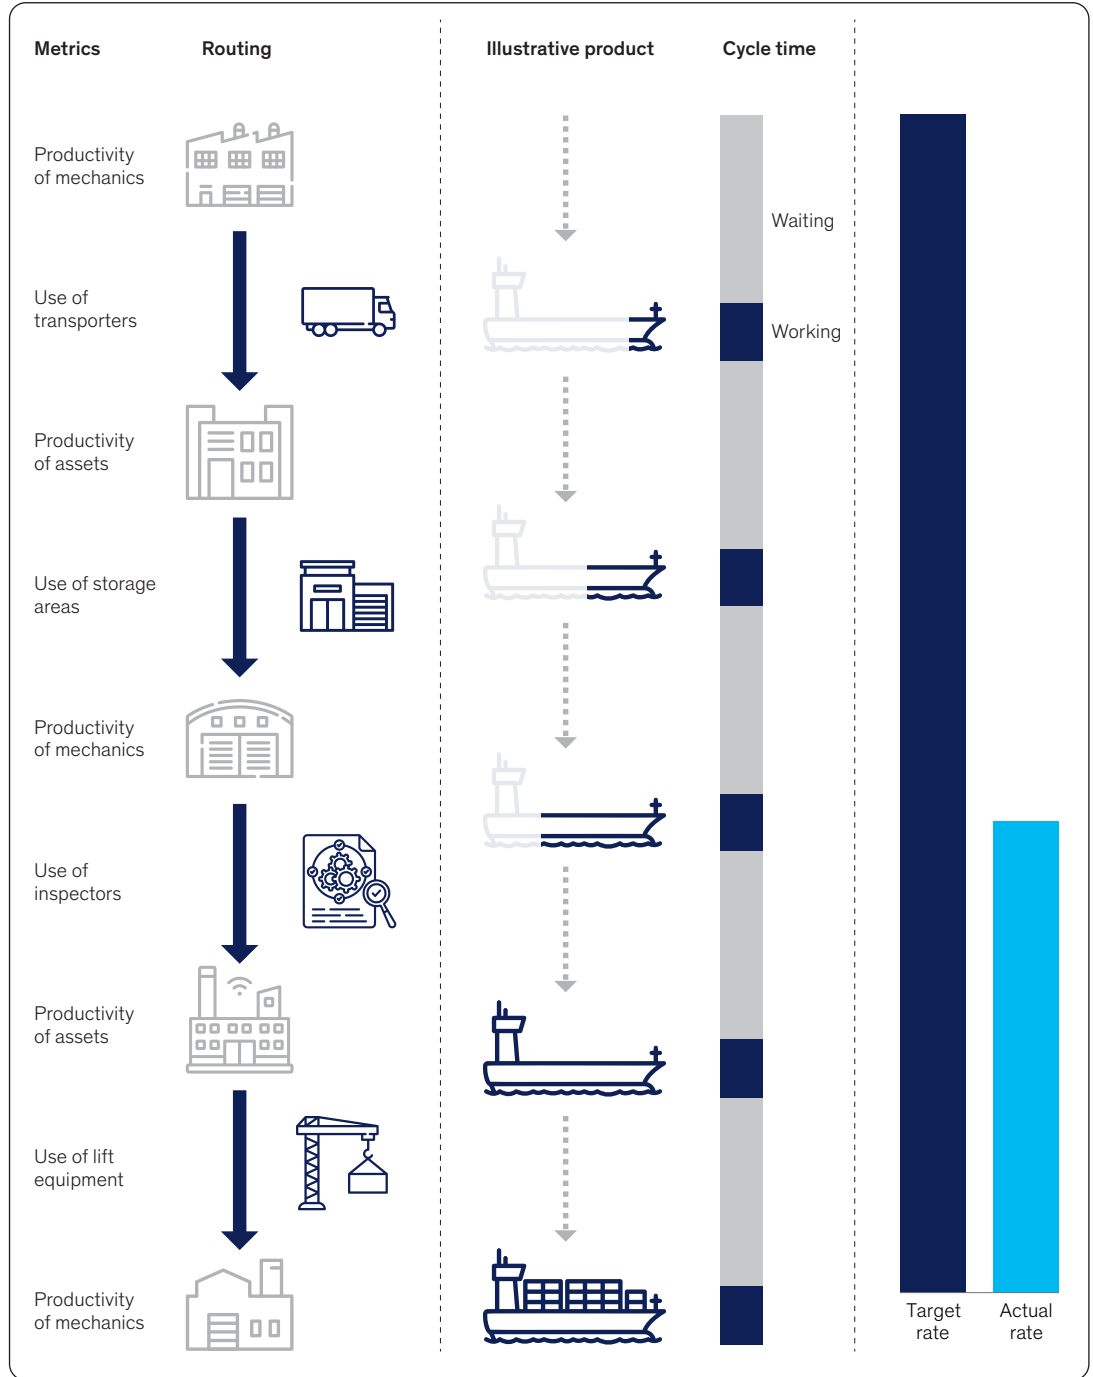 Metrics
Routing
Illustrative product
Cycle time
Productivity
of mechanics
Waiting
Use of
transporters
Working
Productivity
of assets
Use of storage
areas
Productivity
of mechanics
Use of
inspectors
Productivity
of assets
Use of lift
equipment
Productivity
of mechanics
Target
rate
Actual
rate